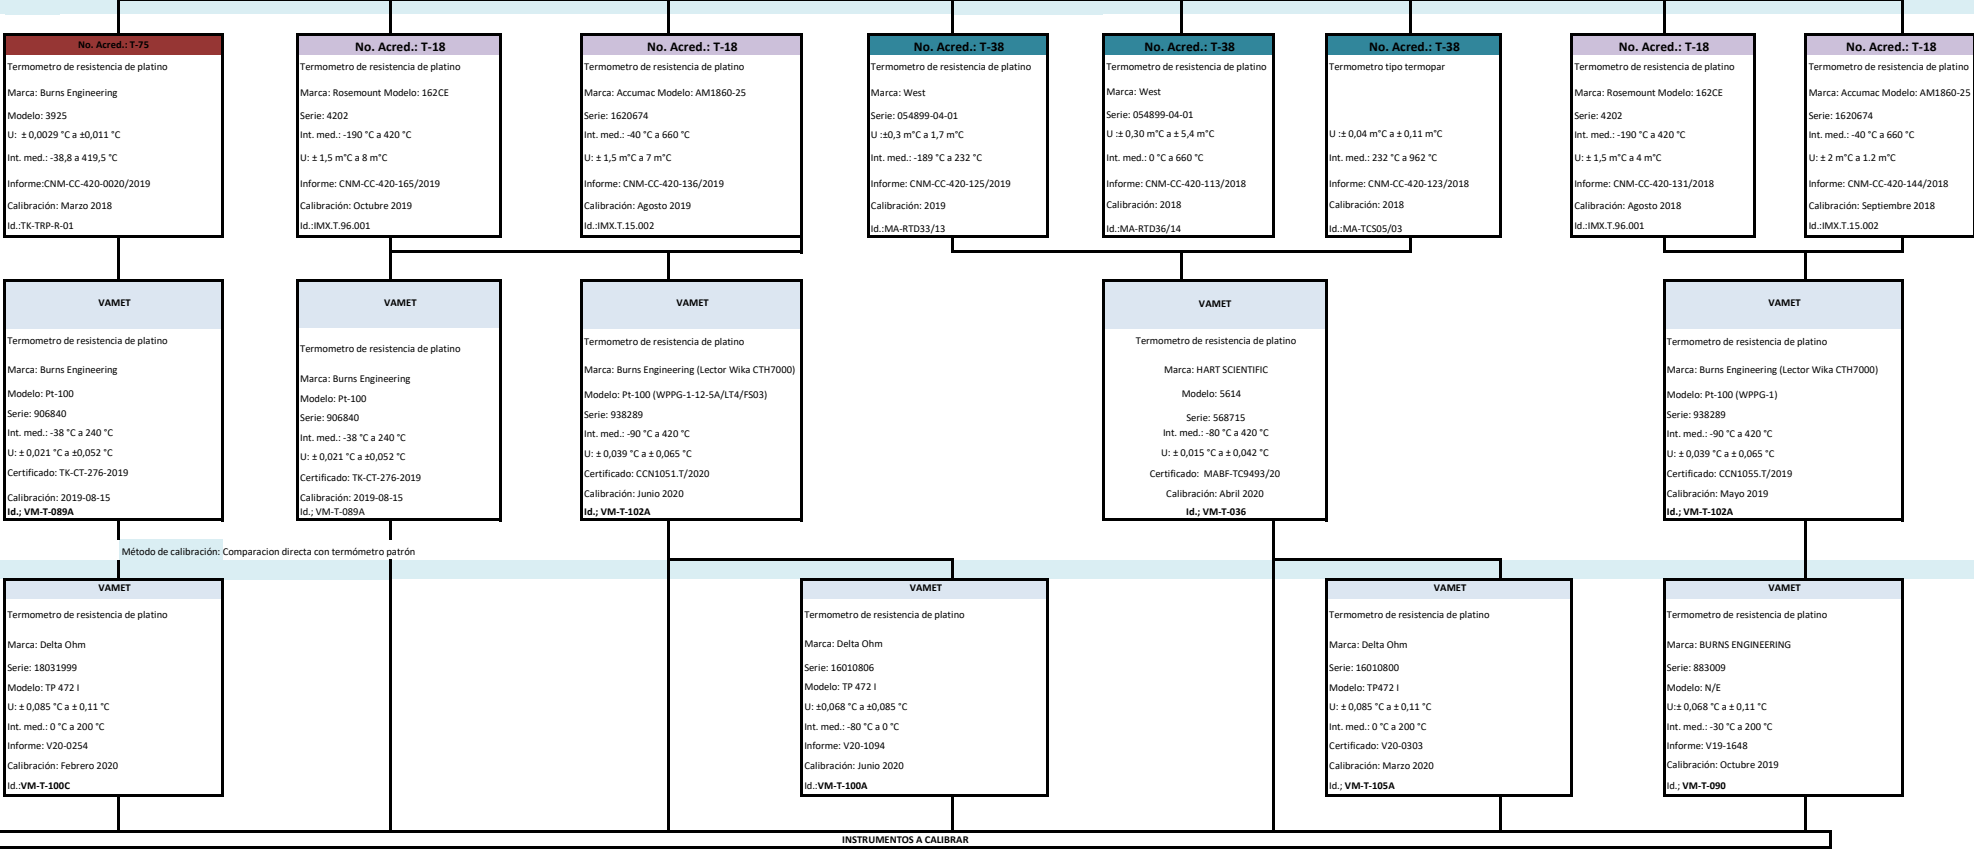 No. Acred.: T-75
Termometro de resistencia de platino
Marca: Burns Engineering
Modelo: 3925
U: ± 0,0029 °C a ±0,011 °C
Int. med.: -38,8 a 419,5 °C
Informe:CNM-CC-420-0020/2019
Calibración: Marzo 2018
Id.:TK-TRP-R-01
No. Acred.: T-18
Termometro de resistencia de platino
Marca: Rosemount Modelo: 162CE
Serie: 4202
Int. med.: -190 °C a 420 °C
U: ± 1,5 m°C a 8 m°C
Informe: CNM-CC-420-165/2019
Calibración: Octubre 2019
Id.:IMX.T.96.001
No. Acred.: T-18
Termometro de resistencia de platino
Marca: Accumac Modelo: AM1860-25
Serie: 1620674
Int. med.: -40 °C a 660 °C
U: ± 1,5 m°C a 7 m°C
Informe: CNM-CC-420-136/2019
Calibración: Agosto 2019
Id.:IMX.T.15.002
No. Acred.: T-38
Termometro de resistencia de platino
Marca: West
Serie: 054899-04-01
U :±0,3 m°C a 1,7 m°C
Int. med.: -189 °C a 232 °C
Informe: CNM-CC-420-125/2019
Calibración: 2019
Id.:MA-RTD33/13
No. Acred.: T-38
Termometro de resistencia de platino
Marca: West
Serie: 054899-04-01
U :± 0,30 m°C a ± 5,4 m°C
Int. med.: 0 °C a 660 °C
Informe: CNM-CC-420-113/2018
Calibración: 2018
Id.:MA-RTD36/14
No. Acred.: T-38
Termometro tipo termopar
U :± 0,04 m°C a ± 0,11 m°C
Int. med.: 232 °C a 962 °C
Informe: CNM-CC-420-123/2018
Calibración: 2018
Id.:MA-TCS05/03
No. Acred.: T-18
Termometro de resistencia de platino
Marca: Rosemount Modelo: 162CE
Serie: 4202
Int. med.: -190 °C a 420 °C
U: ± 1,5 m°C a 4 m°C
Informe: CNM-CC-420-131/2018
Calibración: Agosto 2018
Id.:IMX.T.96.001
No. Acred.: T-18
Termometro de resistencia de platino
Marca: Accumac Modelo: AM1860-25
Serie: 1620674
Int. med.: -40 °C a 660 °C
U: ± 2 m°C a 1.2 m°C
Informe: CNM-CC-420-144/2018
Calibración: Septiembre 2018
Id.:IMX.T.15.002
VAMET
Termometro de resistencia de platino
Marca: Burns Engineering
Modelo: Pt-100
Serie: 906840
Int. med.: -38 °C a 240 °C
U: ± 0,021 °C a ±0,052 °C
Certificado: TK-CT-276-2019
Calibración: 2019-08-15
Id.; VM-T-089A
VAMET
Termometro de resistencia de platino
Marca: Burns Engineering
Modelo: Pt-100
Serie: 906840
Int. med.: -38 °C a 240 °C
U: ± 0,021 °C a ±0,052 °C
Certificado: TK-CT-276-2019
Calibración: 2019-08-15
Id.; VM-T-089A
VAMET
Termometro de resistencia de platino
Marca: Burns Engineering (Lector Wika CTH7000)
Modelo: Pt-100 (WPPG-1-12-5A/LT4/FS03)
Serie: 938289
Int. med.: -90 °C a 420 °C
U: ± 0,039 °C a ± 0,065 °C
Certificado: CCN1051.T/2020
Calibración: Junio 2020
Id.; VM-T-102A
VAMET
Termometro de resistencia de platino
Marca: HART SCIENTIFIC
Modelo: 5614
Serie: 568715
Int. med.: -80 °C a 420 °C
U: ± 0,015 °C a ± 0,042 °C
Certificado: MABF-TC9493/20
Calibración: Abril 2020
Id.; VM-T-036
VAMET
Termometro de resistencia de platino
Marca: Burns Engineering (Lector Wika CTH7000)
Modelo: Pt-100 (WPPG-1)
Serie: 938289
Int. med.: -90 °C a 420 °C
U: ± 0,039 °C a ± 0,065 °C
Certificado: CCN1055.T/2019
Calibración: Mayo 2019
Id.; VM-T-102A
Método de calibración: Comparacion directa con termómetro patrón
VAMET
Termometro de resistencia de platino
Marca: Delta Ohm
Serie: 18031999
Modelo: TP 472 I
U: ± 0,085 °C a ± 0,11 °C
Int. med.: 0 °C a 200 °C
Informe: V20-0254
Calibración: Febrero 2020
Id.:VM-T-100C
VAMET
Termometro de resistencia de platino
Marca: Delta Ohm
Serie: 16010806
Modelo: TP 472 I
U: ±0,068 °C a ±0,085 °C
Int. med.: -80 °C a 0 °C
Informe: V20-1094
Calibración: Junio 2020
Id.:VM-T-100A
VAMET
Termometro de resistencia de platino
Marca: Delta Ohm
Serie: 16010800
Modelo: TP472 I
U: ± 0,085 °C a ± 0,11 °C
Int. med.: 0 °C a 200 °C
Certificado: V20-0303
Calibración: Marzo 2020
Id.; VM-T-105A
VAMET
Termometro de resistencia de platino
Marca: BURNS ENGINEERING
Serie: 883009
Modelo: N/E
U:± 0,068 °C a ± 0,11 °C
Int. med.: -30 °C a 200 °C
Informe: V19-1648
Calibración: Octubre 2019
Id.; VM-T-090
INSTRUMENTOS A CALIBRAR